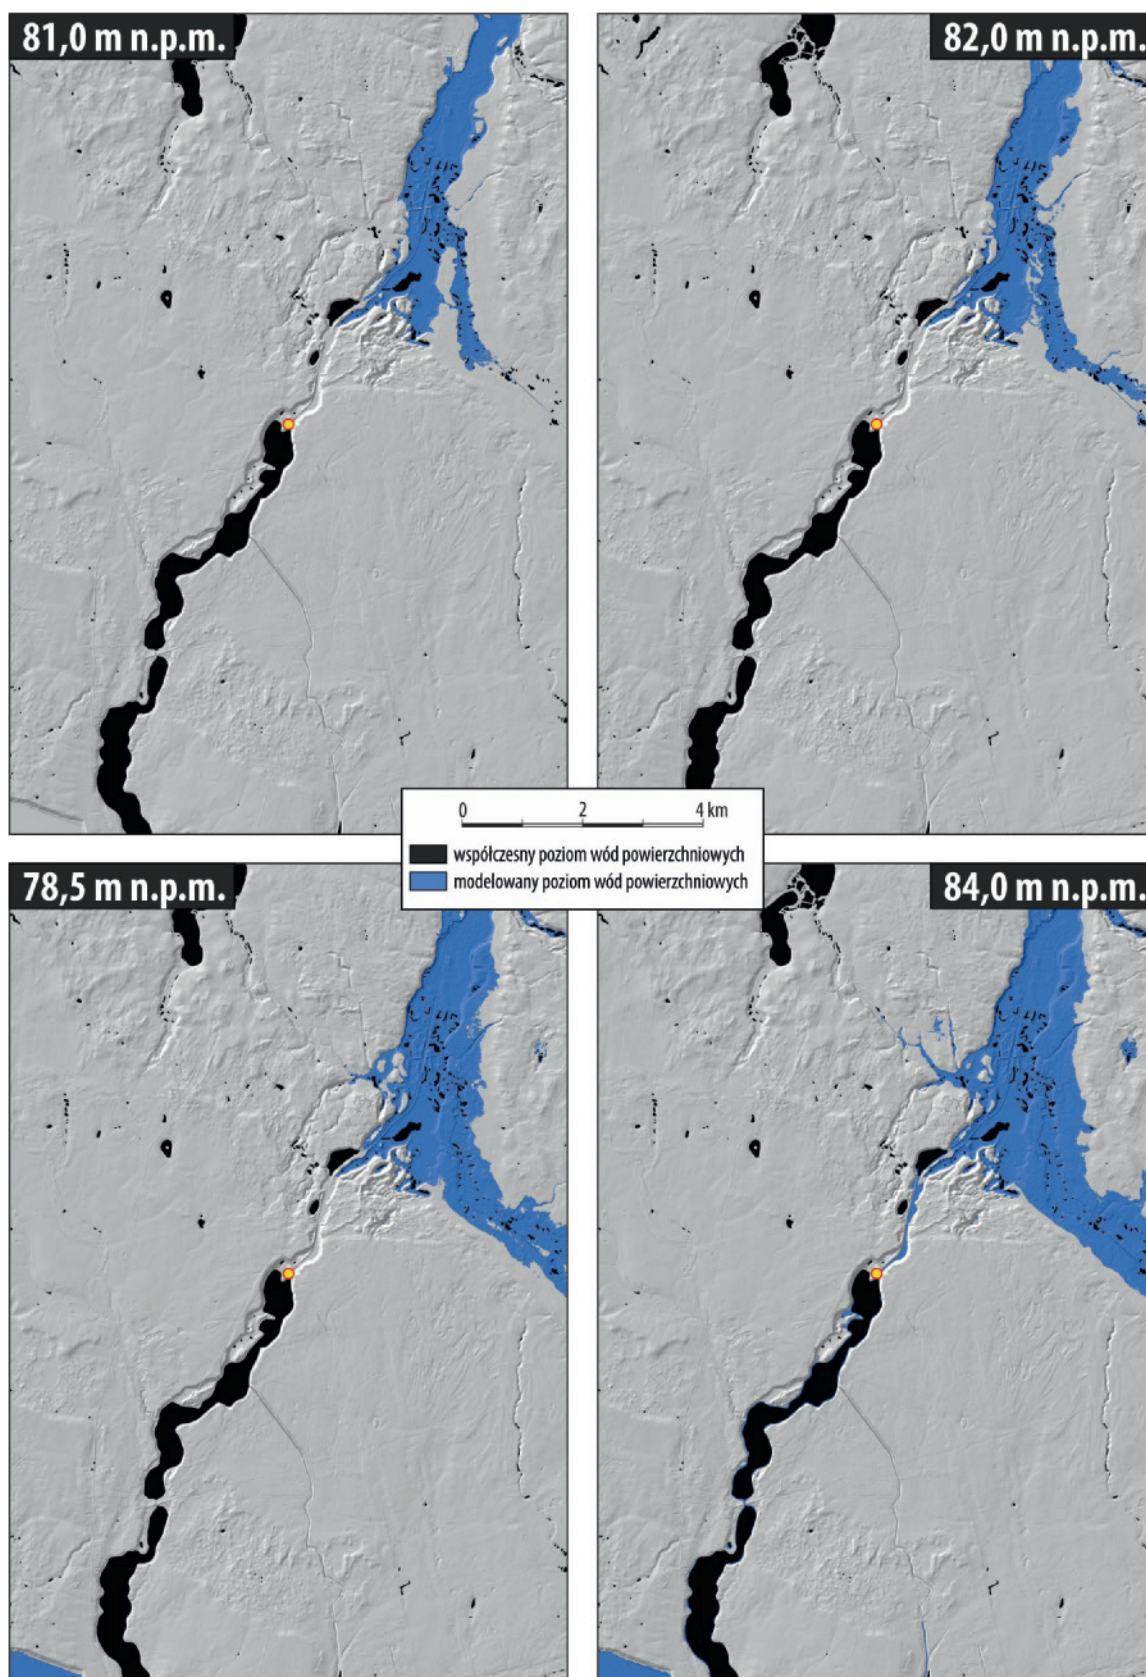 81,0 m n.p.m.
82,0 m n.p.m.
0 2 4 km
współczesny poziom wód powierzchniowych
modelowany poziom wód powierzchniowych
78,5 m n.p.m.
84,0 m n.p.m.